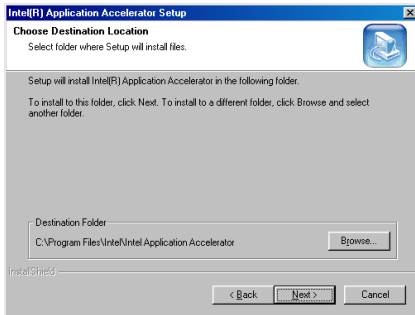 Intel(R) Application Accelerator Setup
Choose Destination Location
Select folder where Setup will install files.
Setup will install Intel(R) Application Accelerator in the following folder.
To install to this folder, click Next. To install to a different folder, click Browse and select
another folder.
Destination Folder
C:\Program Files\Intel\Intel Application Accelerator
Browse...
InstallShield
< Back
Next >
Cancel